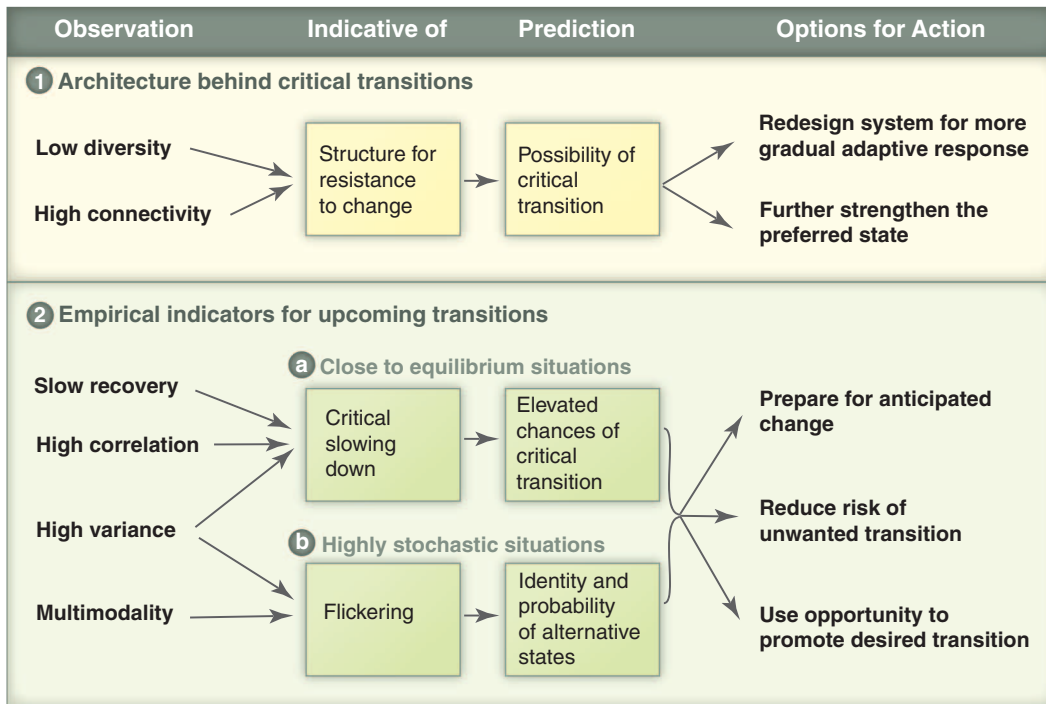 Observation Indicative of Prediction Options for Action
1 Architecture behind critical transitions
Low diversity
High connectivity
Structure for
resistance
to change
Possibility of
critical
transition
Redesign system for more
gradual adaptive response
Further strengthen the
preferred state
2 Empirical indicators for upcoming transitions
Slow recovery
High correlation
High variance
Multimodality
a Close to equilibrium situations
Critical
slowing
down
Elevated
chances of
critical
transition
b Highly stochastic situations
Flickering
Identity and
probability
of alternative
states
Prepare for anticipated
change
Reduce risk of
unwanted transition
Use opportunity to
promote desired transition